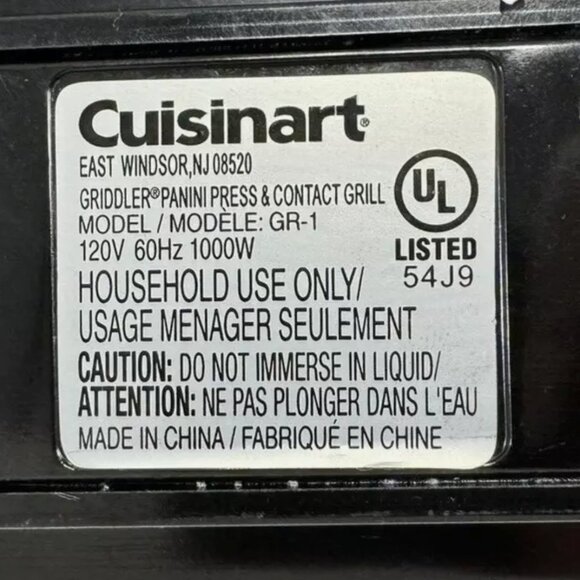 Cuisinart®
EAST WINDSOR,NJ 08520
GRIDDLER® PANINI PRESS & CONTACT GRILL
MODEL / MODÈLE: GR-1
120V 60Hz 1000W
UL
LISTED
54J9
HOUSEHOLD USE ONLY/
USAGE MENAGER SEULEMENT
CAUTION: DO NOT IMMERSE IN LIQUID/
ATTENTION: NE PAS PLONGER DANS L'EAU
MADE IN CHINA / FABRIQUÉ EN CHINE